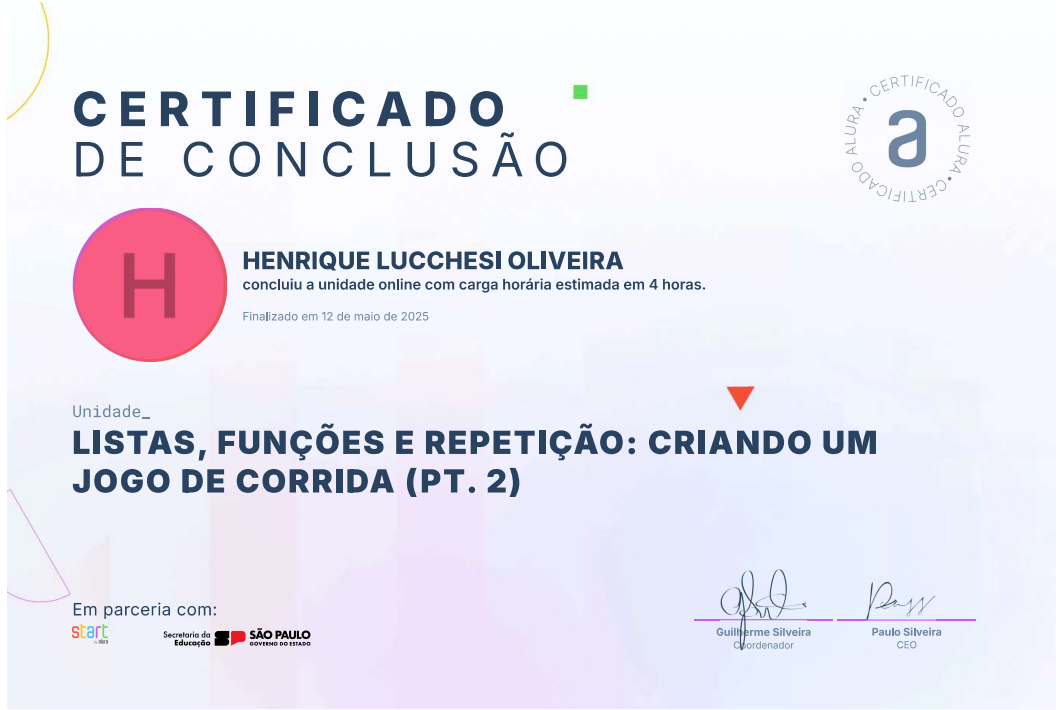 CERTIFICADO
DE CONCLUSÃO
CERTIFICADO ALURA • CERTIFICADO ALURA •
a
H
HENRIQUE LUCCHESI OLIVEIRA
concluiu a unidade online com carga horária estimada em 4 horas.
Finalizado em 12 de maio de 2025
Unidade_
LISTAS, FUNÇÕES E REPETIÇÃO: CRIANDO UM
JOGO DE CORRIDA (PT. 2)
Em parceria com:
start
by alura
Secretaria da
Educação
SP
SÃO PAULO
GOVERNO DO ESTADO
Guilherme Silveira
Coordenador
Paulo Silveira
CEO